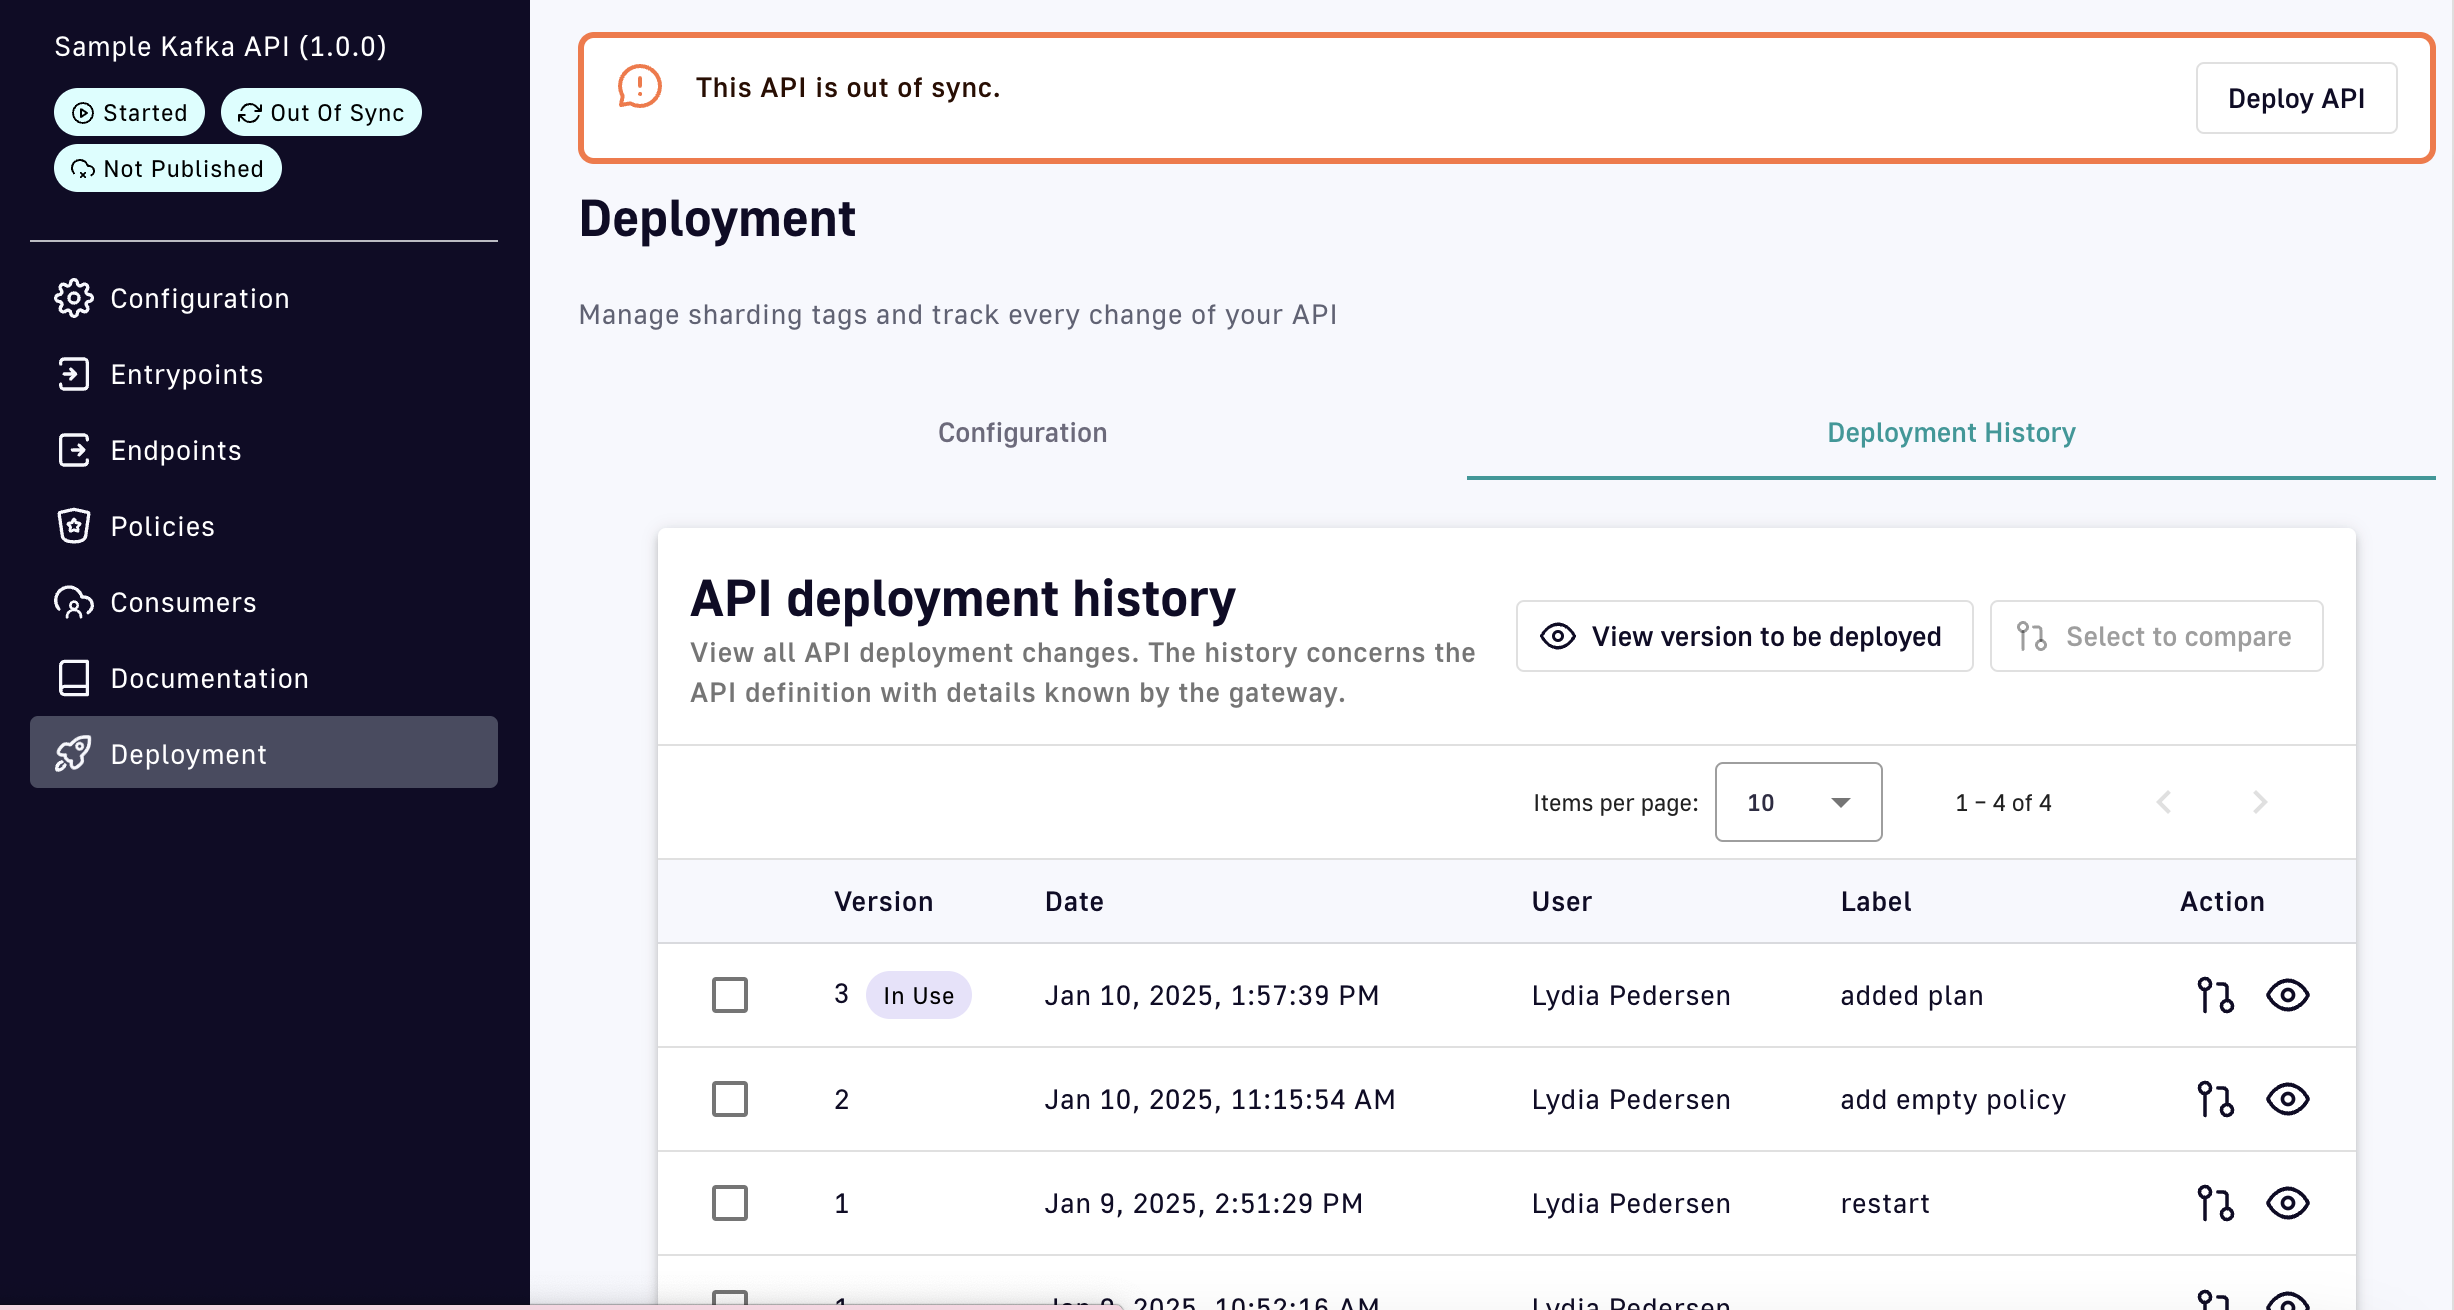 Sample Kafka API (1.0.0)
Started
Out Of Sync
Not Published
Configuration
Entrypoints
Endpoints
Policies
Consumers
Documentation
Deployment
This API is out of sync.
Deploy API
Deployment
Manage sharding tags and track every change of your API
Configuration
Deployment History
API deployment history
View all API deployment changes. The history concerns the
API definition with details known by the gateway.
View version to be deployed
Select to compare
Items per page: 10 1 – 4 of 4
Version Date User Label Action
3 In Use Jan 10, 2025, 1:57:39 PM Lydia Pedersen added plan
2 Jan 10, 2025, 11:15:54 AM Lydia Pedersen add empty policy
1 Jan 9, 2025, 2:51:29 PM Lydia Pedersen restart
1 Jan 9, 2025, 10:52:16 AM Lydia Pedersen